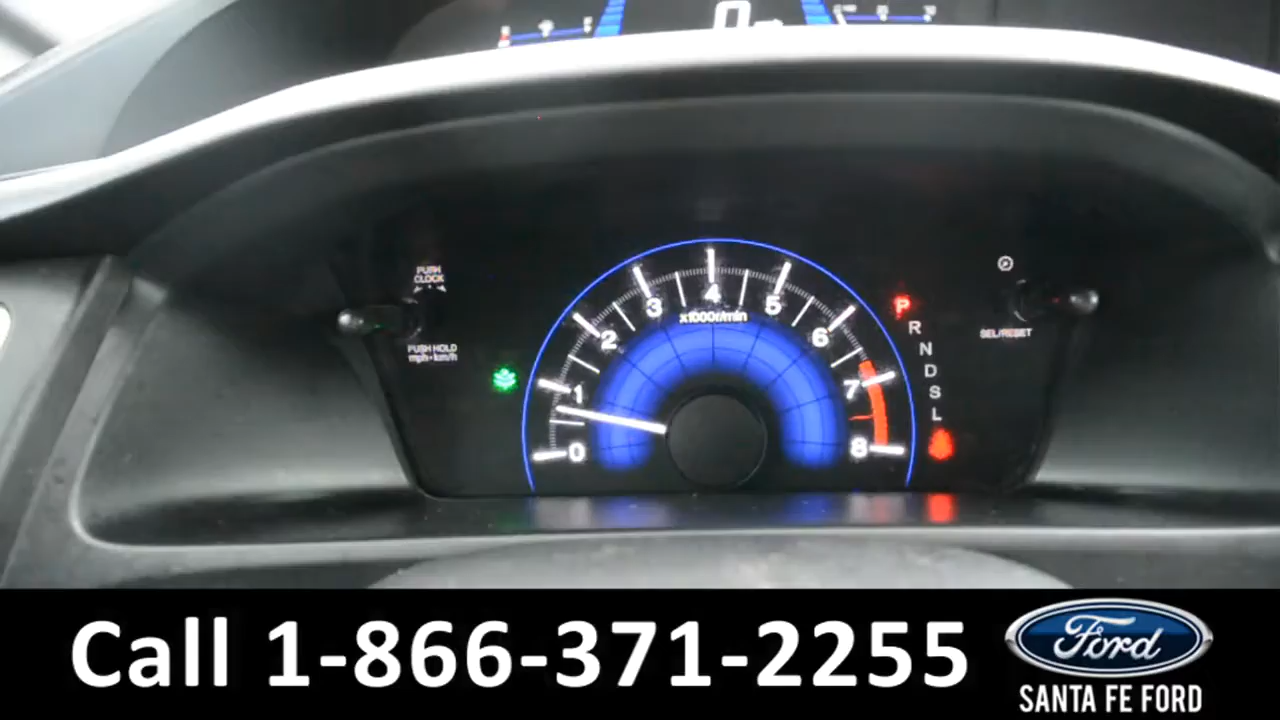 0
PUSH
CLOCK
PUSH HOLD
mph•km/h
0 1 2 3 4 5 6 7 8
x1000r/min
P
R
N
D
S
L
SEL/RESET
Call 1-866-371-2255
Ford
SANTA FE FORD